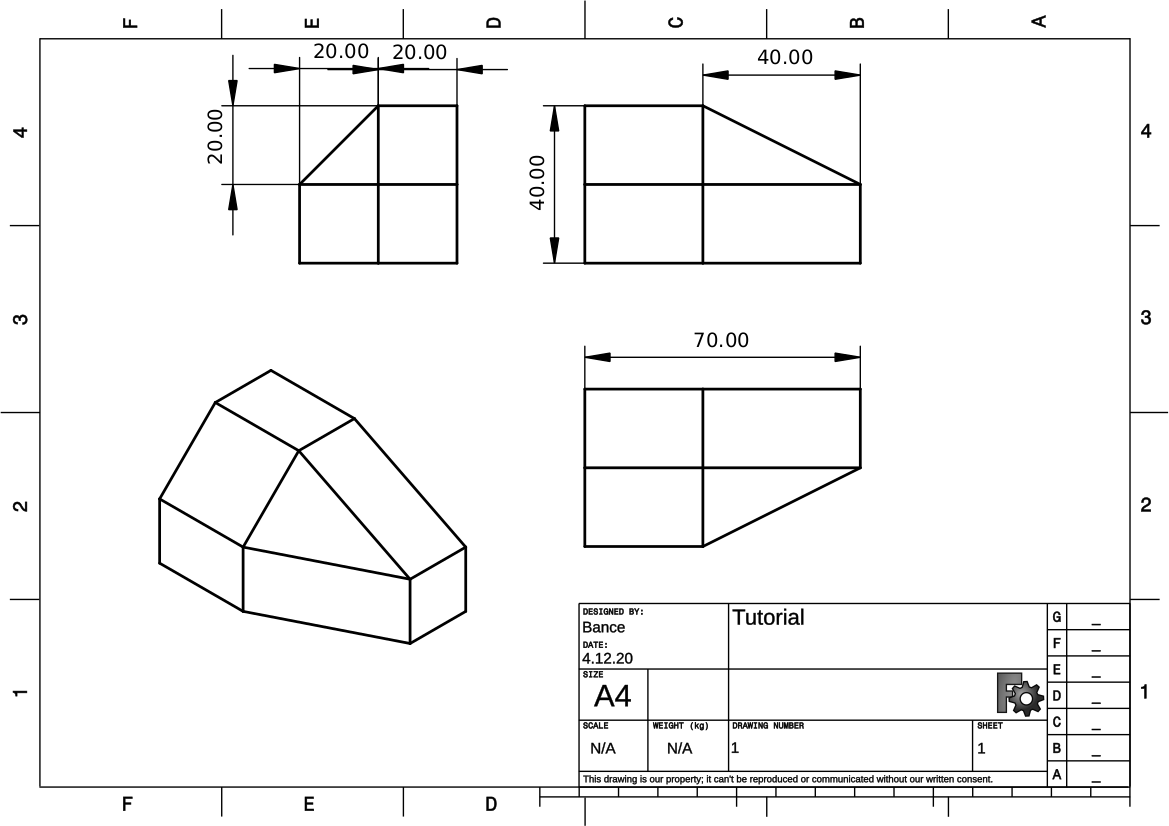 F E D C B A
20.00 20.00 40.00
20.00
40.00
4 4
3 3
70.00
2 2
DESIGNED BY:
Bance
DATE:
4.12.20
Tutorial
G _
F _
SIZE
A4
E _
D _
1 1
SCALE
N/A
WEIGHT (kg)
N/A
DRAWING NUMBER
1
SHEET
1
C _
B _
This drawing is our property; it can't be reproduced or communicated without our written consent.
A _
F E D